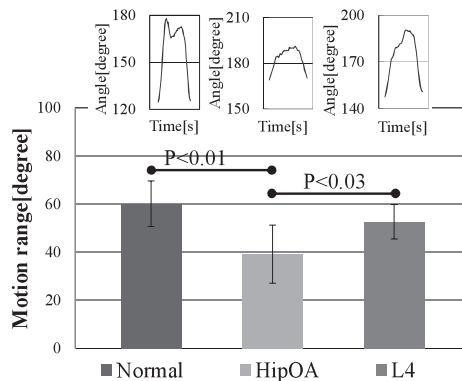 180
150
120
Angle[degree]
Time[s]
210
180
150
Angle[degree]
Time[s]
200
170
140
Angle[degree]
Time[s]
Motion range[degree]
100
80
60
40
20
0
P<0.01
P<0.03
Normal
HipOA
L4